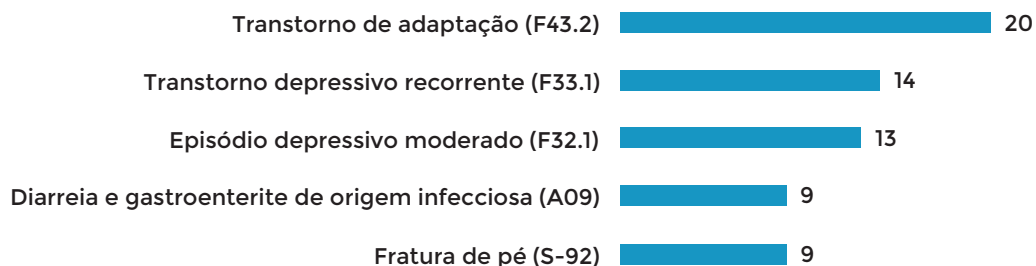 Transtorno de adaptação (F43.2) 20
Transtorno depressivo recorrente (F33.1) 14
Episódio depressivo moderado (F32.1) 13
Diarreia e gastroenterite de origem infecciosa (A09) 9
Fratura de pé (S-92) 9